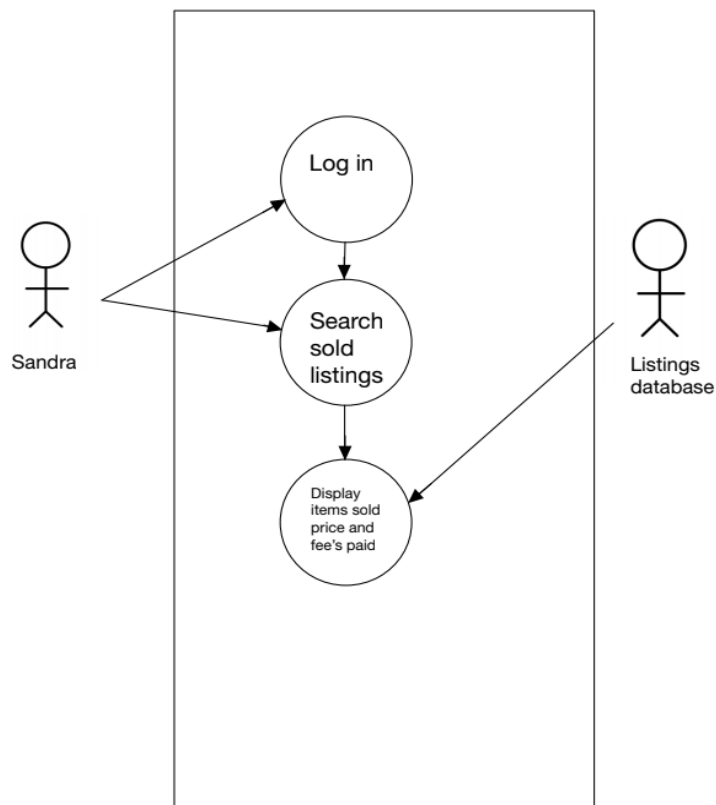 Log in
Search
sold
listings
Sandra
Listings
database
Display
items sold
price and
fee's paid